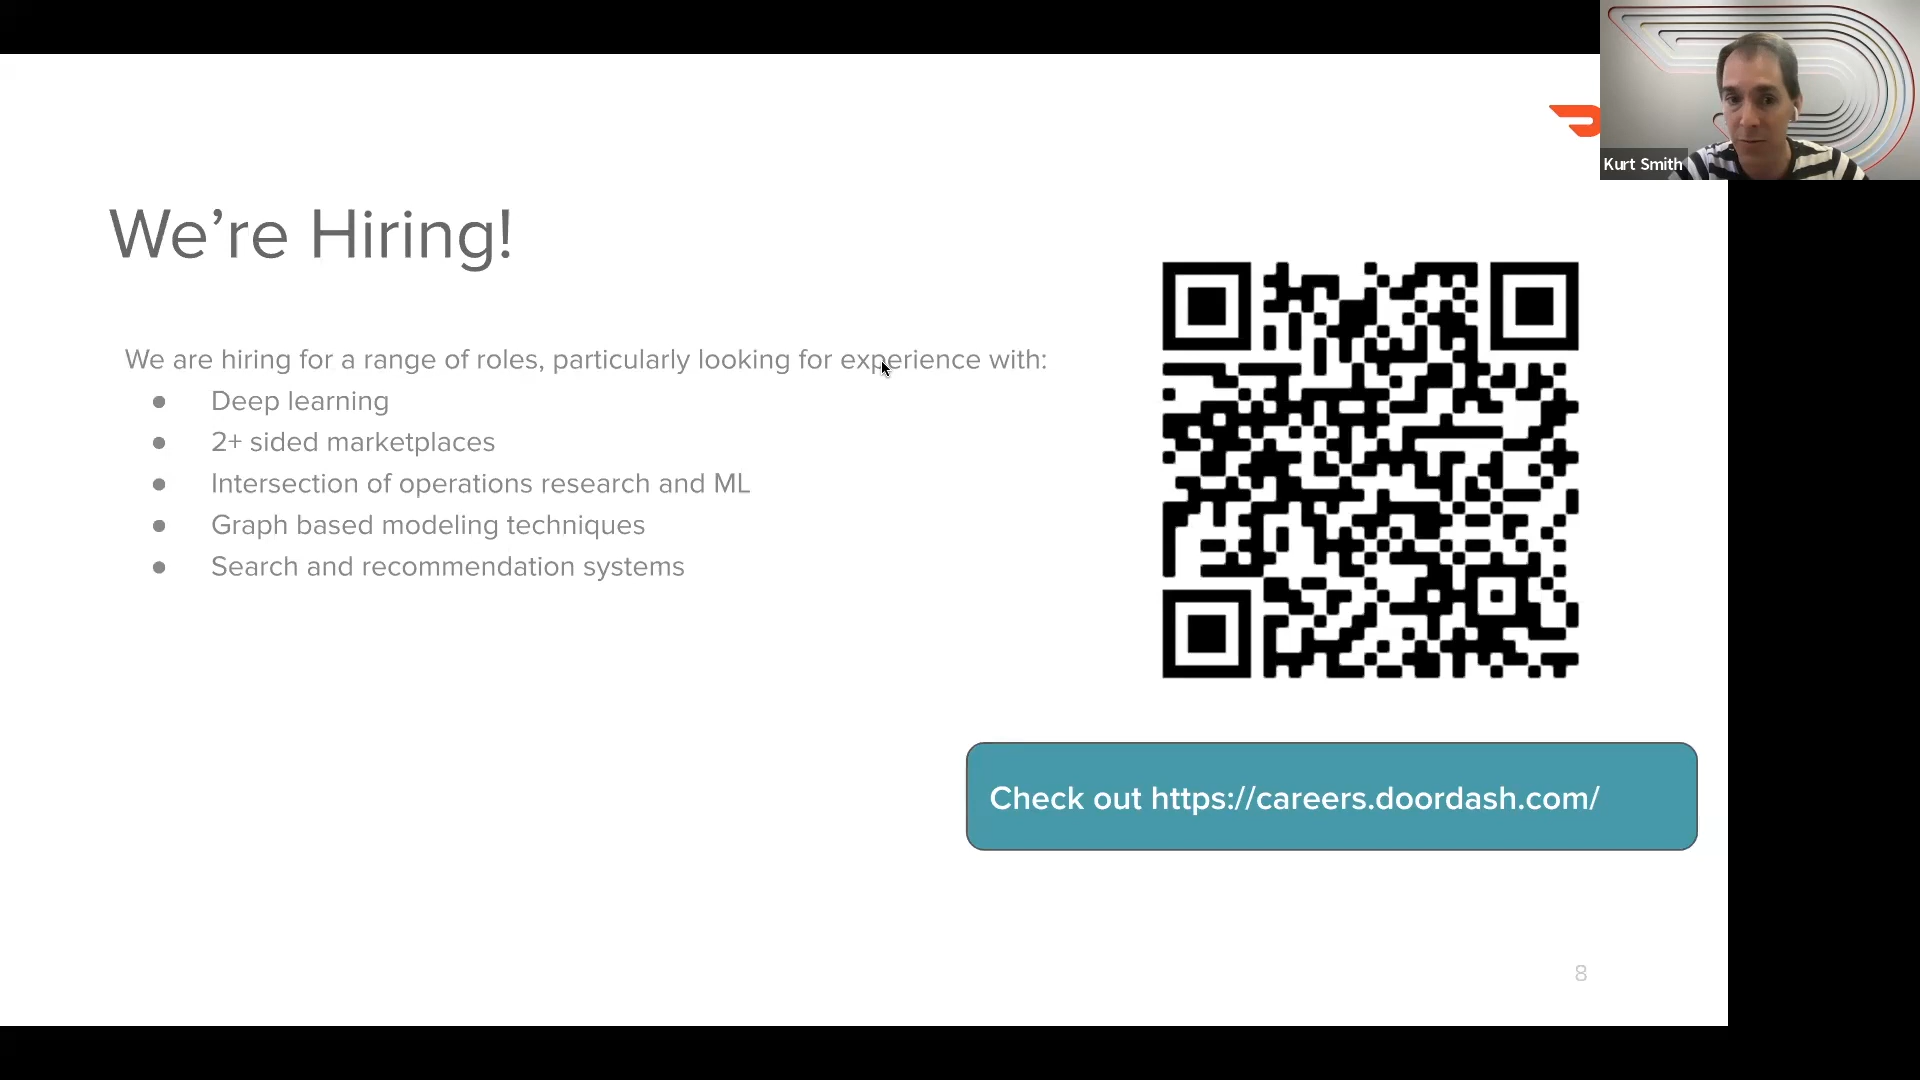 Kurt Smith
We’re Hiring!
We are hiring for a range of roles, particularly looking for experience with:
● Deep learning
● 2+ sided marketplaces
● Intersection of operations research and ML
● Graph based modeling techniques
● Search and recommendation systems
Check out https://careers.doordash.com/
8